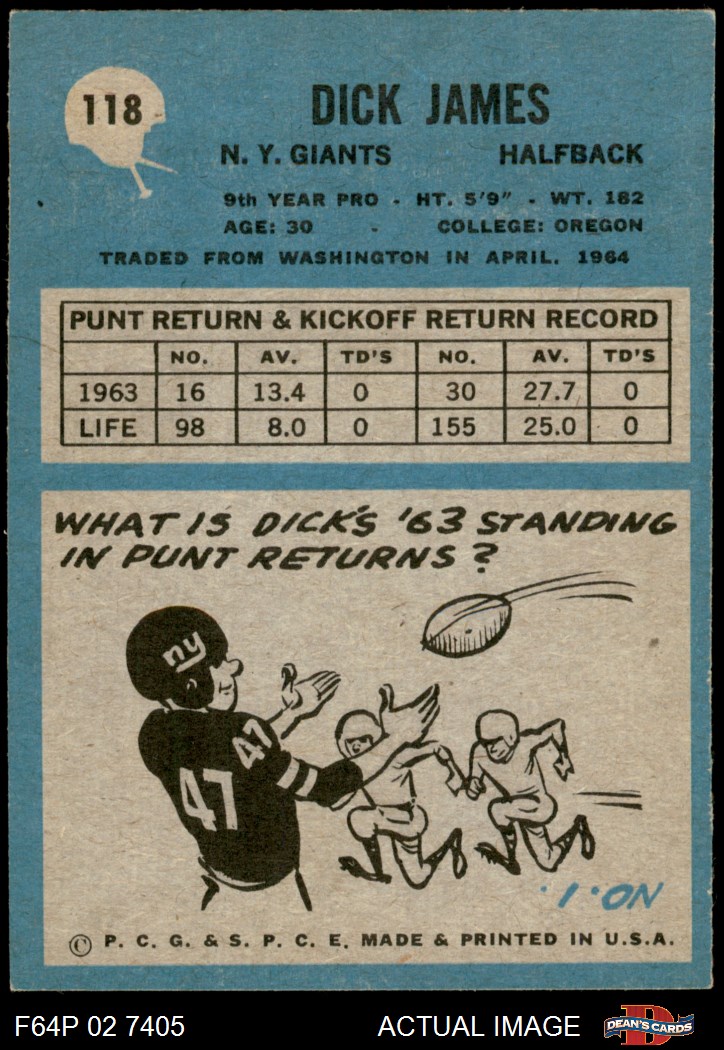 118
DICK JAMES
N. Y. GIANTS HALFBACK
9th YEAR PRO - HT. 5'9" - WT. 182
AGE: 30 - COLLEGE: OREGON
TRADED FROM WASHINGTON IN APRIL, 1964
PUNT RETURN & KICKOFF RETURN RECORD
NO. AV. TD'S NO. AV. TD'S
1963 16 13.4 0 30 27.7 0
LIFE 98 8.0 0 155 25.0 0
WHAT IS DICK'S '63 STANDING
IN PUNT RETURNS?
ny
47
47
NO. 1.
© P. C. G. & S. P. C. E. MADE & PRINTED IN U.S.A.
F64P 02 7405 ACTUAL IMAGE D DEAN'S CARDS